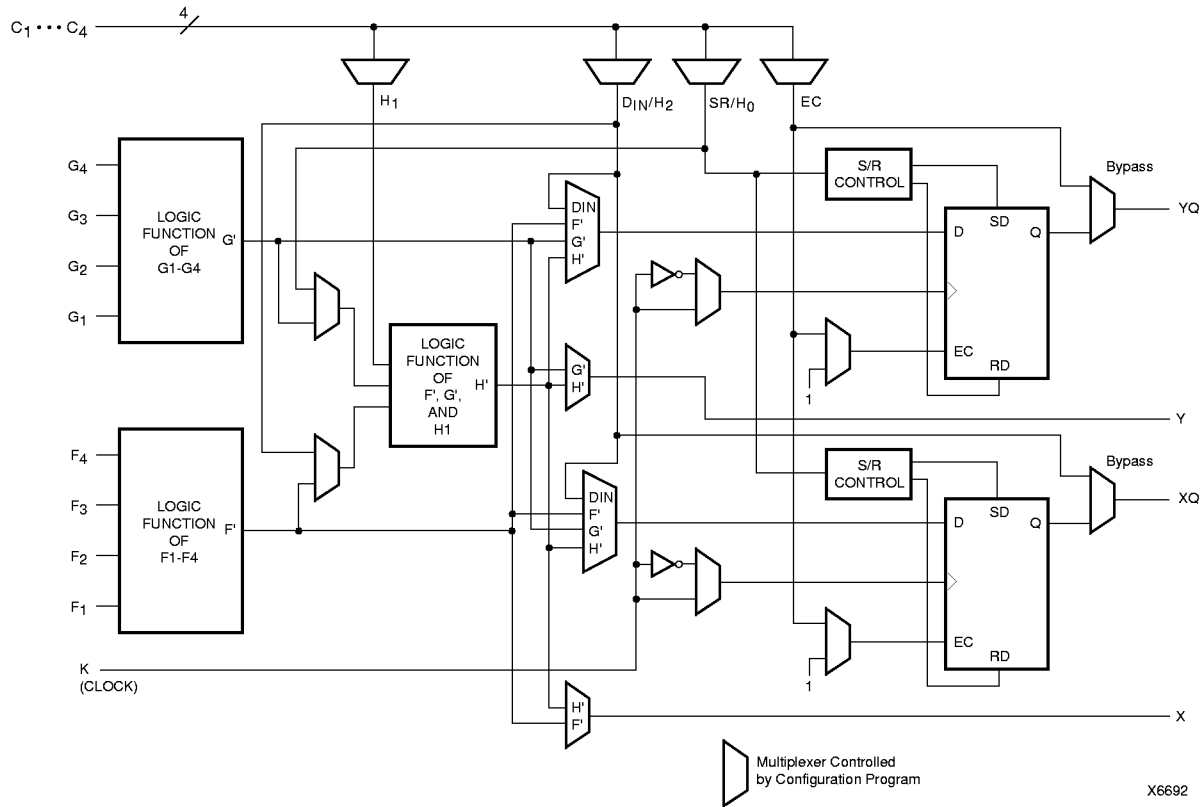 C1 ••• C4
4
H1
DIN/H2
SR/H0
EC
G4
G3
G2
G1
LOGIC
FUNCTION
OF
G1-G4
G'
DIN
F'
G'
H'
S/R
CONTROL
D
SD
Q
EC
RD
1
Bypass
YQ
LOGIC
FUNCTION
OF
F', G',
AND
H1
H'
G'
H'
Y
F4
F3
F2
F1
LOGIC
FUNCTION
OF
F1-F4
F'
DIN
F'
G'
H'
S/R
CONTROL
D
SD
Q
EC
RD
1
Bypass
XQ
K
(CLOCK)
H'
F'
X
Multiplexer Controlled
by Configuration Program
X6692